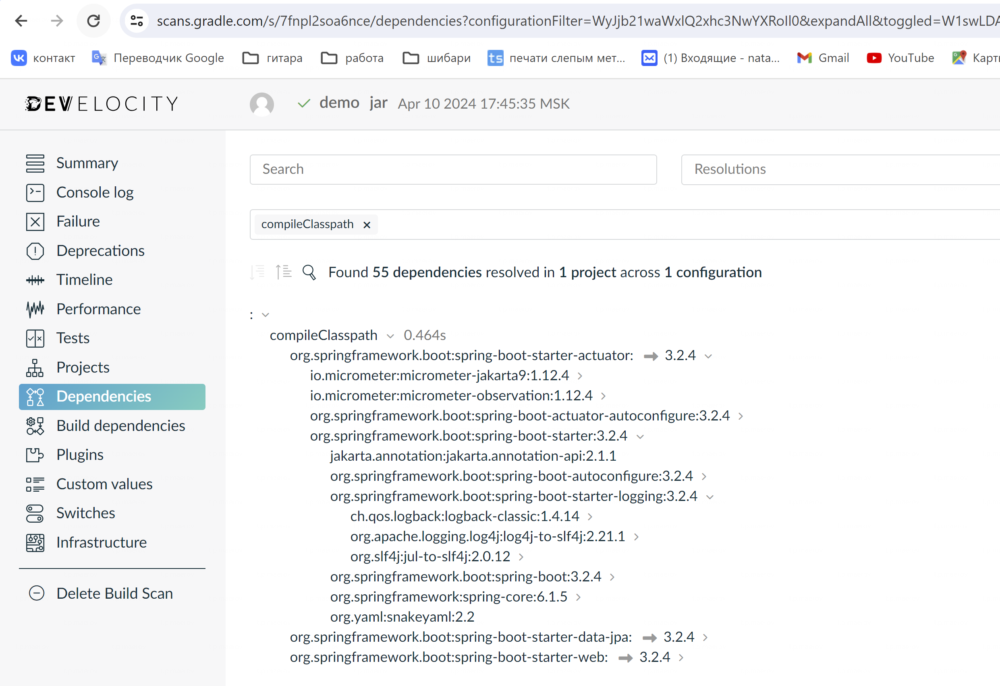 scans.gradle.com/s/7fnpl2soa6nce/dependencies?configurationFilter=WyJjb21waWxlQ2xhc3NwYXRoIl0&expandAll&toggled=W1swLDA
контакт Переводчик Google гитара работа шибари печати слепым мет... (1) Входящие - nata... Gmail YouTube Карты
DEVELOCITY demo jar Apr 10 2024 17:45:35 MSK
Summary
Console log
Failure
Deprecations
Timeline
Performance
Tests
Projects
Dependencies
Build dependencies
Plugins
Custom values
Switches
Infrastructure
Delete Build Scan
Search Resolutions
compileClasspath
Found 55 dependencies resolved in 1 project across 1 configuration
:
compileClasspath 0.464s
org.springframework.boot:spring-boot-starter-actuator: → 3.2.4
io.micrometer:micrometer-jakarta9:1.12.4
io.micrometer:micrometer-observation:1.12.4
org.springframework.boot:spring-boot-actuator-autoconfigure:3.2.4
org.springframework.boot:spring-boot-starter:3.2.4
jakarta.annotation:jakarta.annotation-api:2.1.1
org.springframework.boot:spring-boot-autoconfigure:3.2.4
org.springframework.boot:spring-boot-starter-logging:3.2.4
ch.qos.logback:logback-classic:1.4.14
org.apache.logging.log4j:log4j-to-slf4j:2.21.1
org.slf4j:jul-to-slf4j:2.0.12
org.springframework.boot:spring-boot:3.2.4
org.springframework:spring-core:6.1.5
org.yaml:snakeyaml:2.2
org.springframework.boot:spring-boot-starter-data-jpa: → 3.2.4
org.springframework.boot:spring-boot-starter-web: → 3.2.4